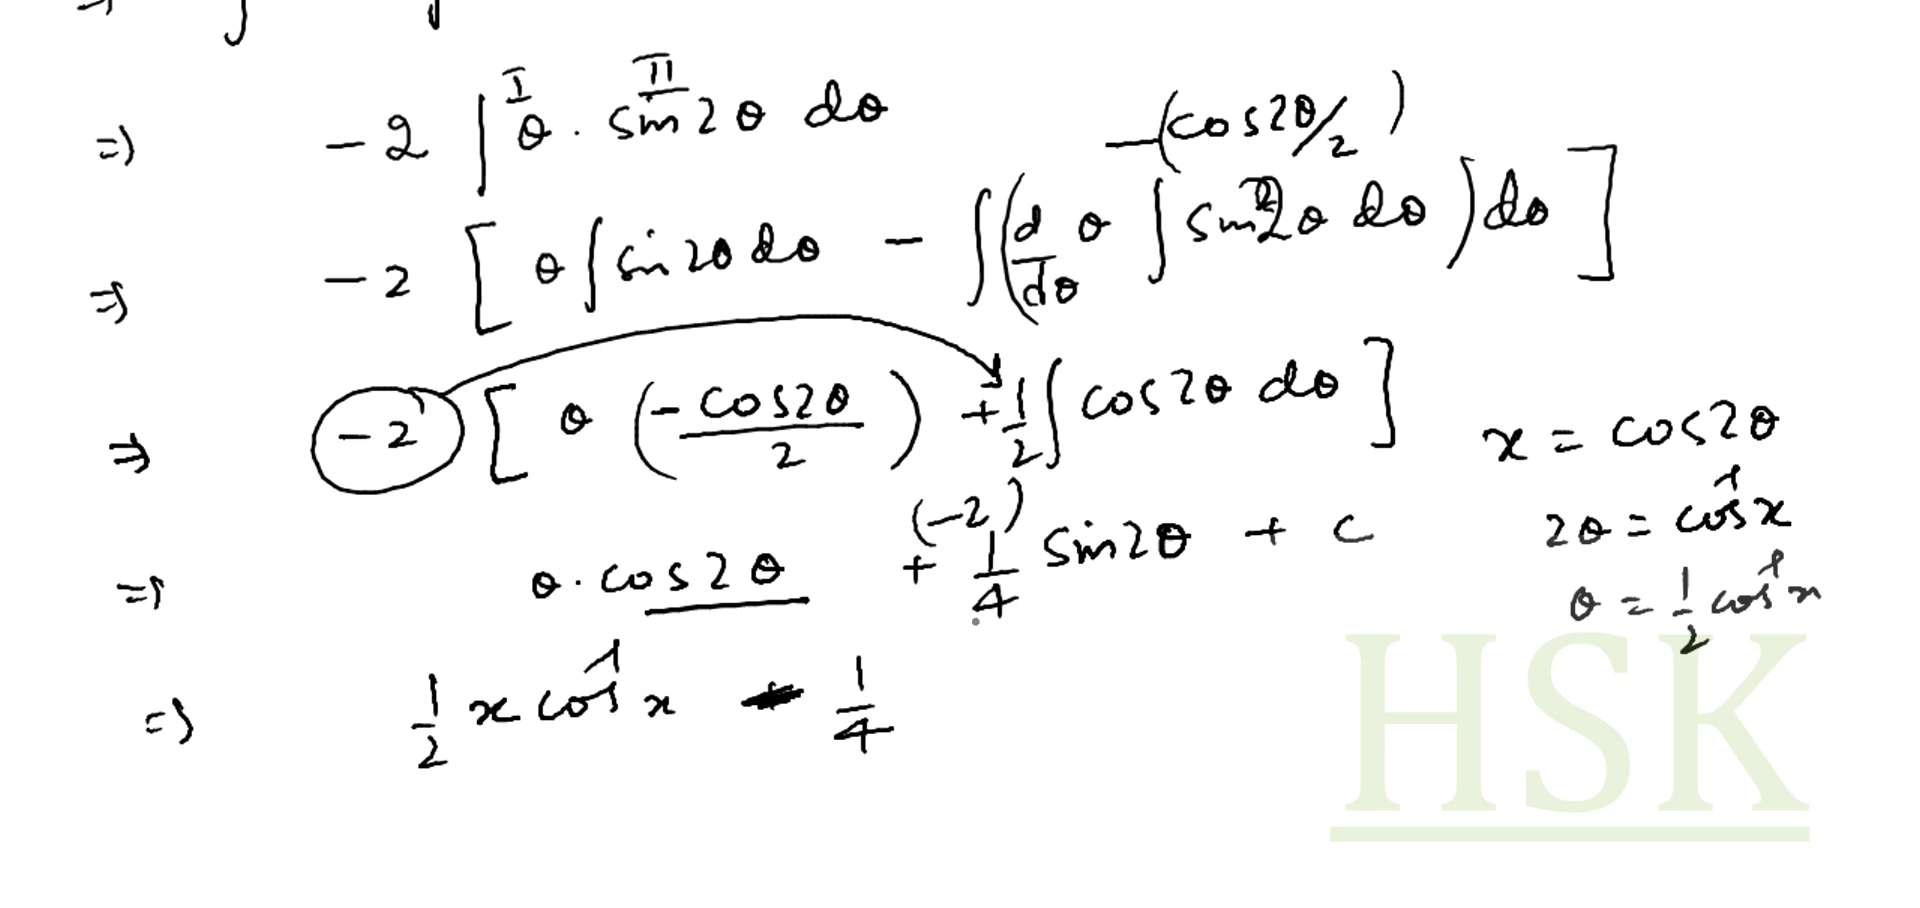 => -2 ∫ θ . sin2θ dθ
I II
-(cos2θ/2)
=> -2 [ θ ∫ sin2θ dθ - ∫( d/dθ θ ∫ sin2θ dθ ) dθ ]
=> -2 [ θ ( -cos2θ/2 ) + 1/2 ∫ cos2θ dθ ]
x = cos2θ
2θ = cos⁻¹x
θ = 1/2 cos⁻¹x
=> θ . cos2θ + (-2) 1/4 sin2θ + c
=> 1/2 x cos⁻¹ x - 1/4
HSK